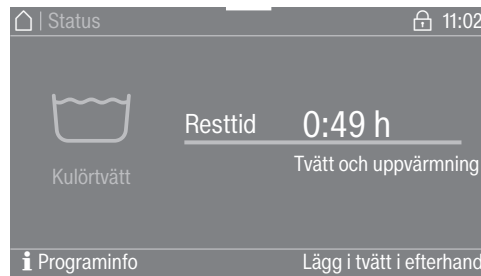 | Status 11:02
Resttid 0:49 h
Tvätt och uppvärmning
Kulörtvätt
i Programinfo Lägg i tvätt i efterhand